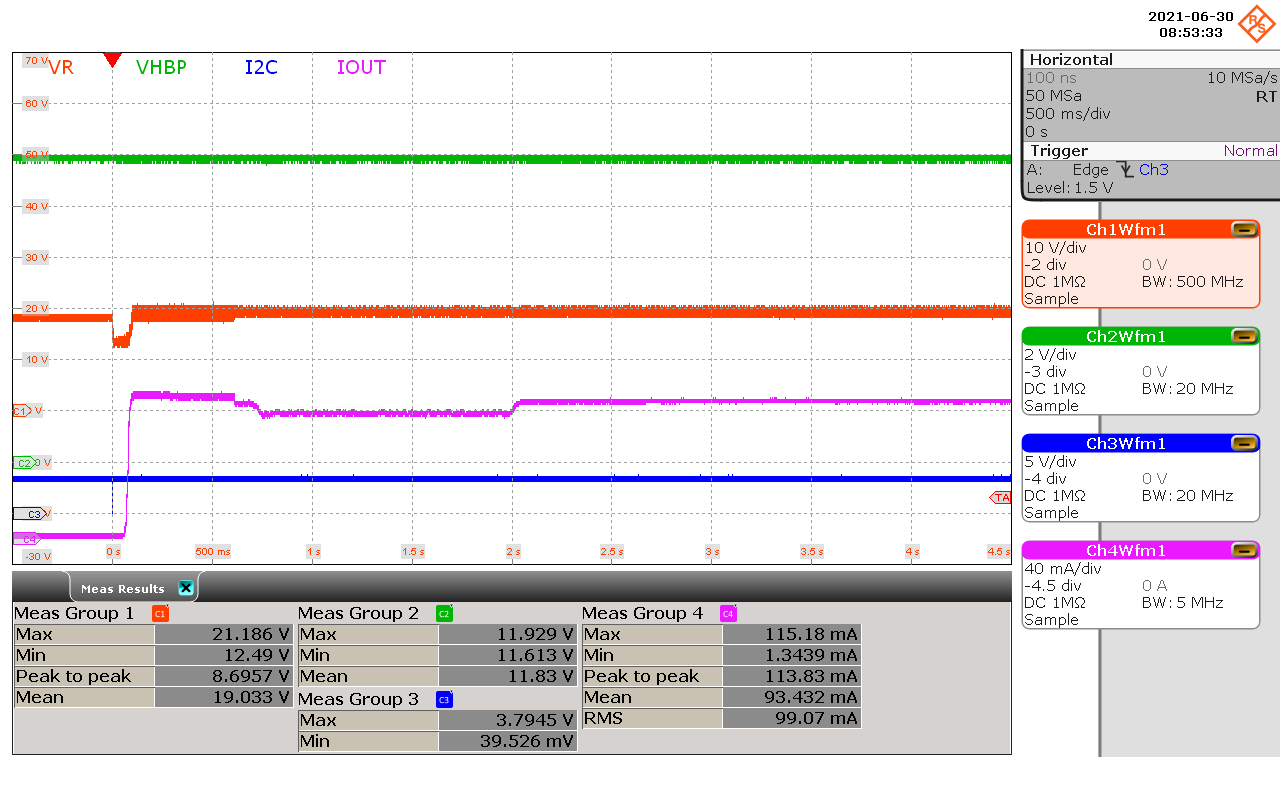 2021-06-30
08:53:33
R S
VR VHBP I2C IOUT
70 V
60 V
50 V
40 V
30 V
20 V
10 V
C1 V
C2 0 V
C3 V
C4
-30 V
TA
0 s 500 ms 1 s 1.5 s 2 s 2.5 s 3 s 3.5 s 4 s 4.5 s
Horizontal
100 ns 10 MSa/s
50 MSa RT
500 ms/div
0 s
Trigger Normal
A: Edge Ch3
Level: 1.5 V
Ch1Wfm1
10 V/div
-2 div 0 V
DC 1MΩ BW: 500 MHz
Sample
Ch2Wfm1
2 V/div
-3 div 0 V
DC 1MΩ BW: 20 MHz
Sample
Ch3Wfm1
5 V/div
-4 div 0 V
DC 1MΩ BW: 20 MHz
Sample
Ch4Wfm1
40 mA/div
-4.5 div 0 A
DC 1MΩ BW: 5 MHz
Sample
Meas Results
Meas Group 1 C1
Max 21.186 V
Min 12.49 V
Peak to peak 8.6957 V
Mean 19.033 V
Meas Group 2 C2
Max 11.929 V
Min 11.613 V
Mean 11.83 V
Meas Group 3 C3
Max 3.7945 V
Min 39.526 mV
Meas Group 4 C4
Max 115.18 mA
Min 1.3439 mA
Peak to peak 113.83 mA
Mean 93.432 mA
RMS 99.07 mA